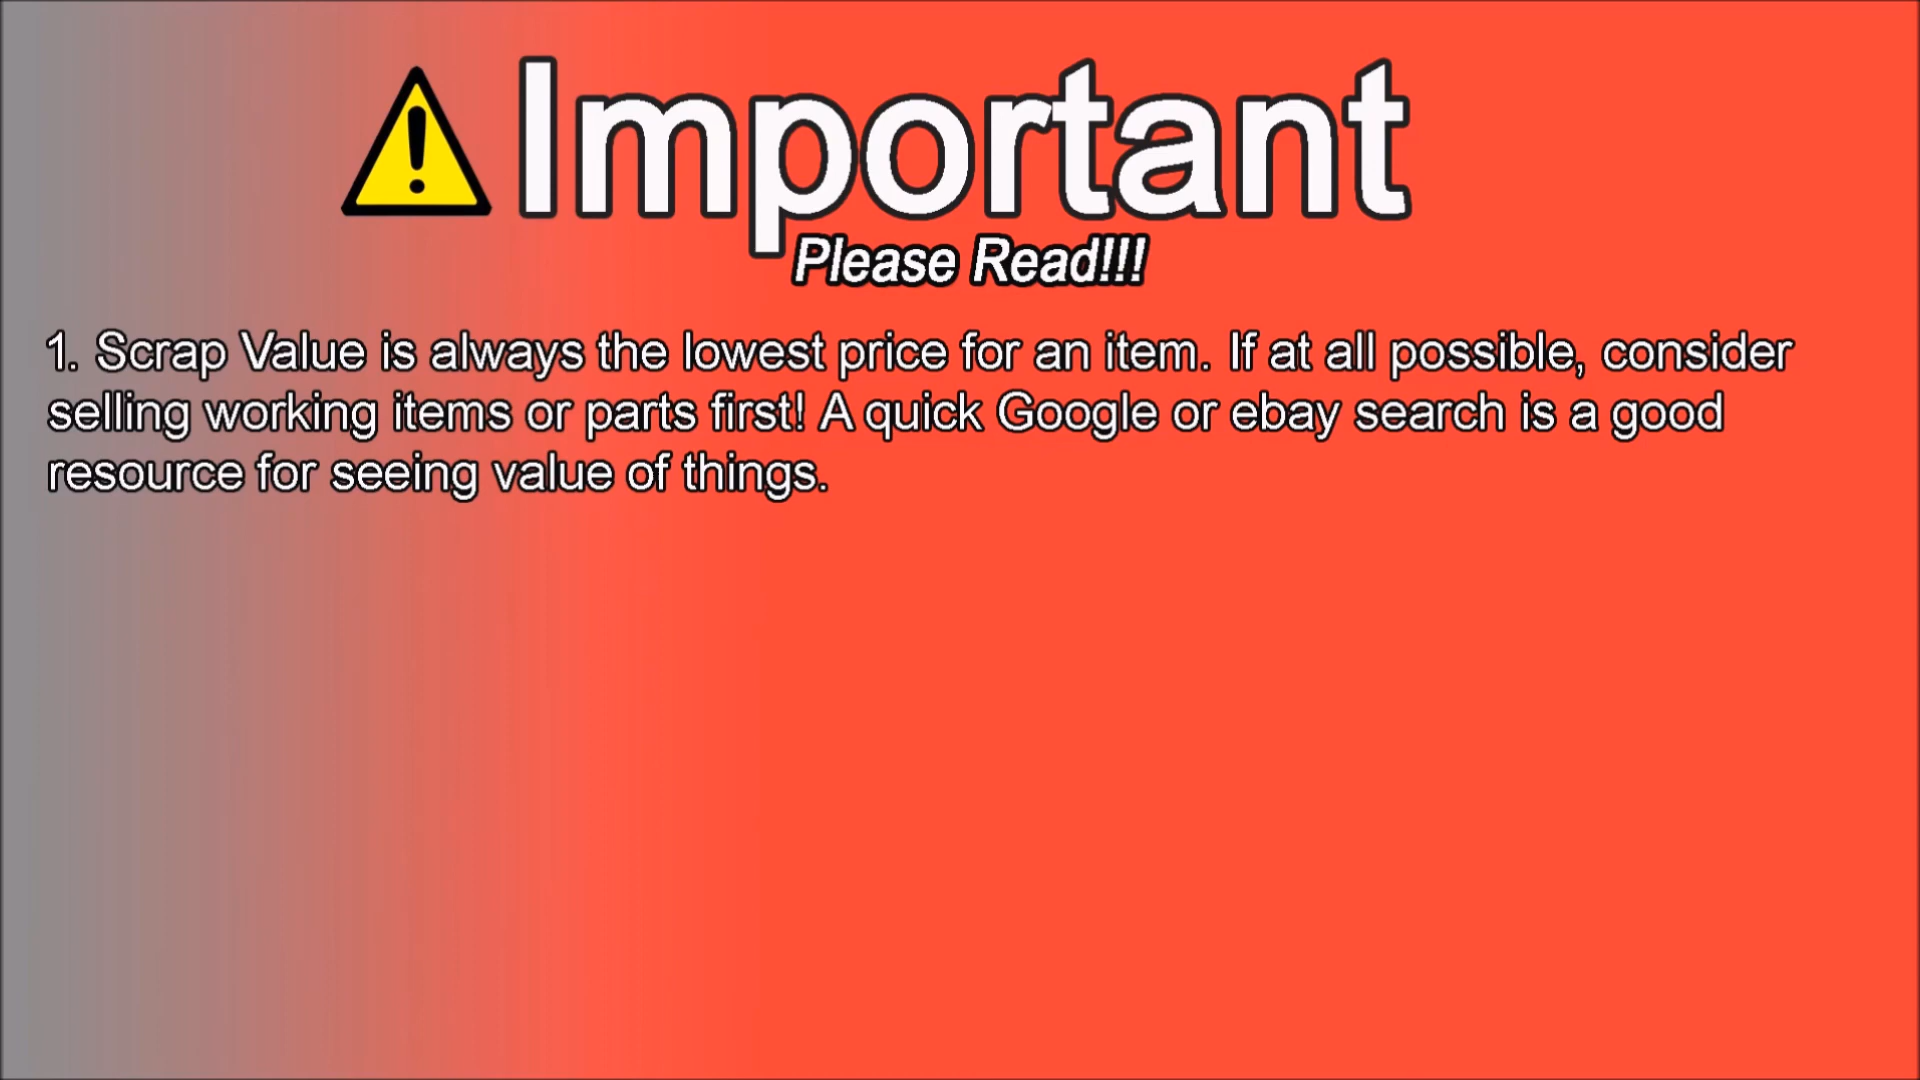 Important
Please Read!!!
1. Scrap Value is always the lowest price for an item. If at all possible, consider
selling working items or parts first! A quick Google or ebay search is a good
resource for seeing value of things.